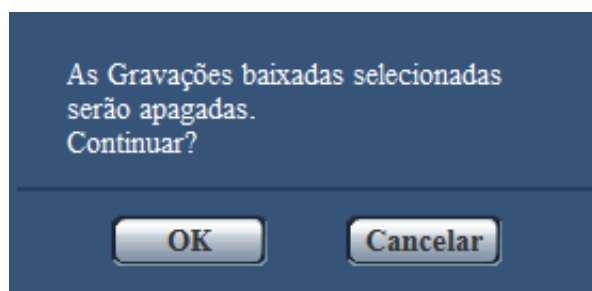 As Gravações baixadas selecionadas
serão apagadas.
Continuar?
OK
Cancelar